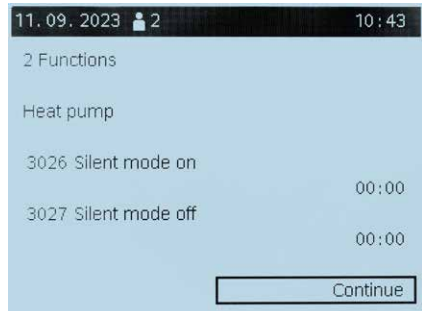 11.09.2023 2 10:43
2 Functions
Heat pump
3026 Silent mode on
00:00
3027 Silent mode off
00:00
Continue